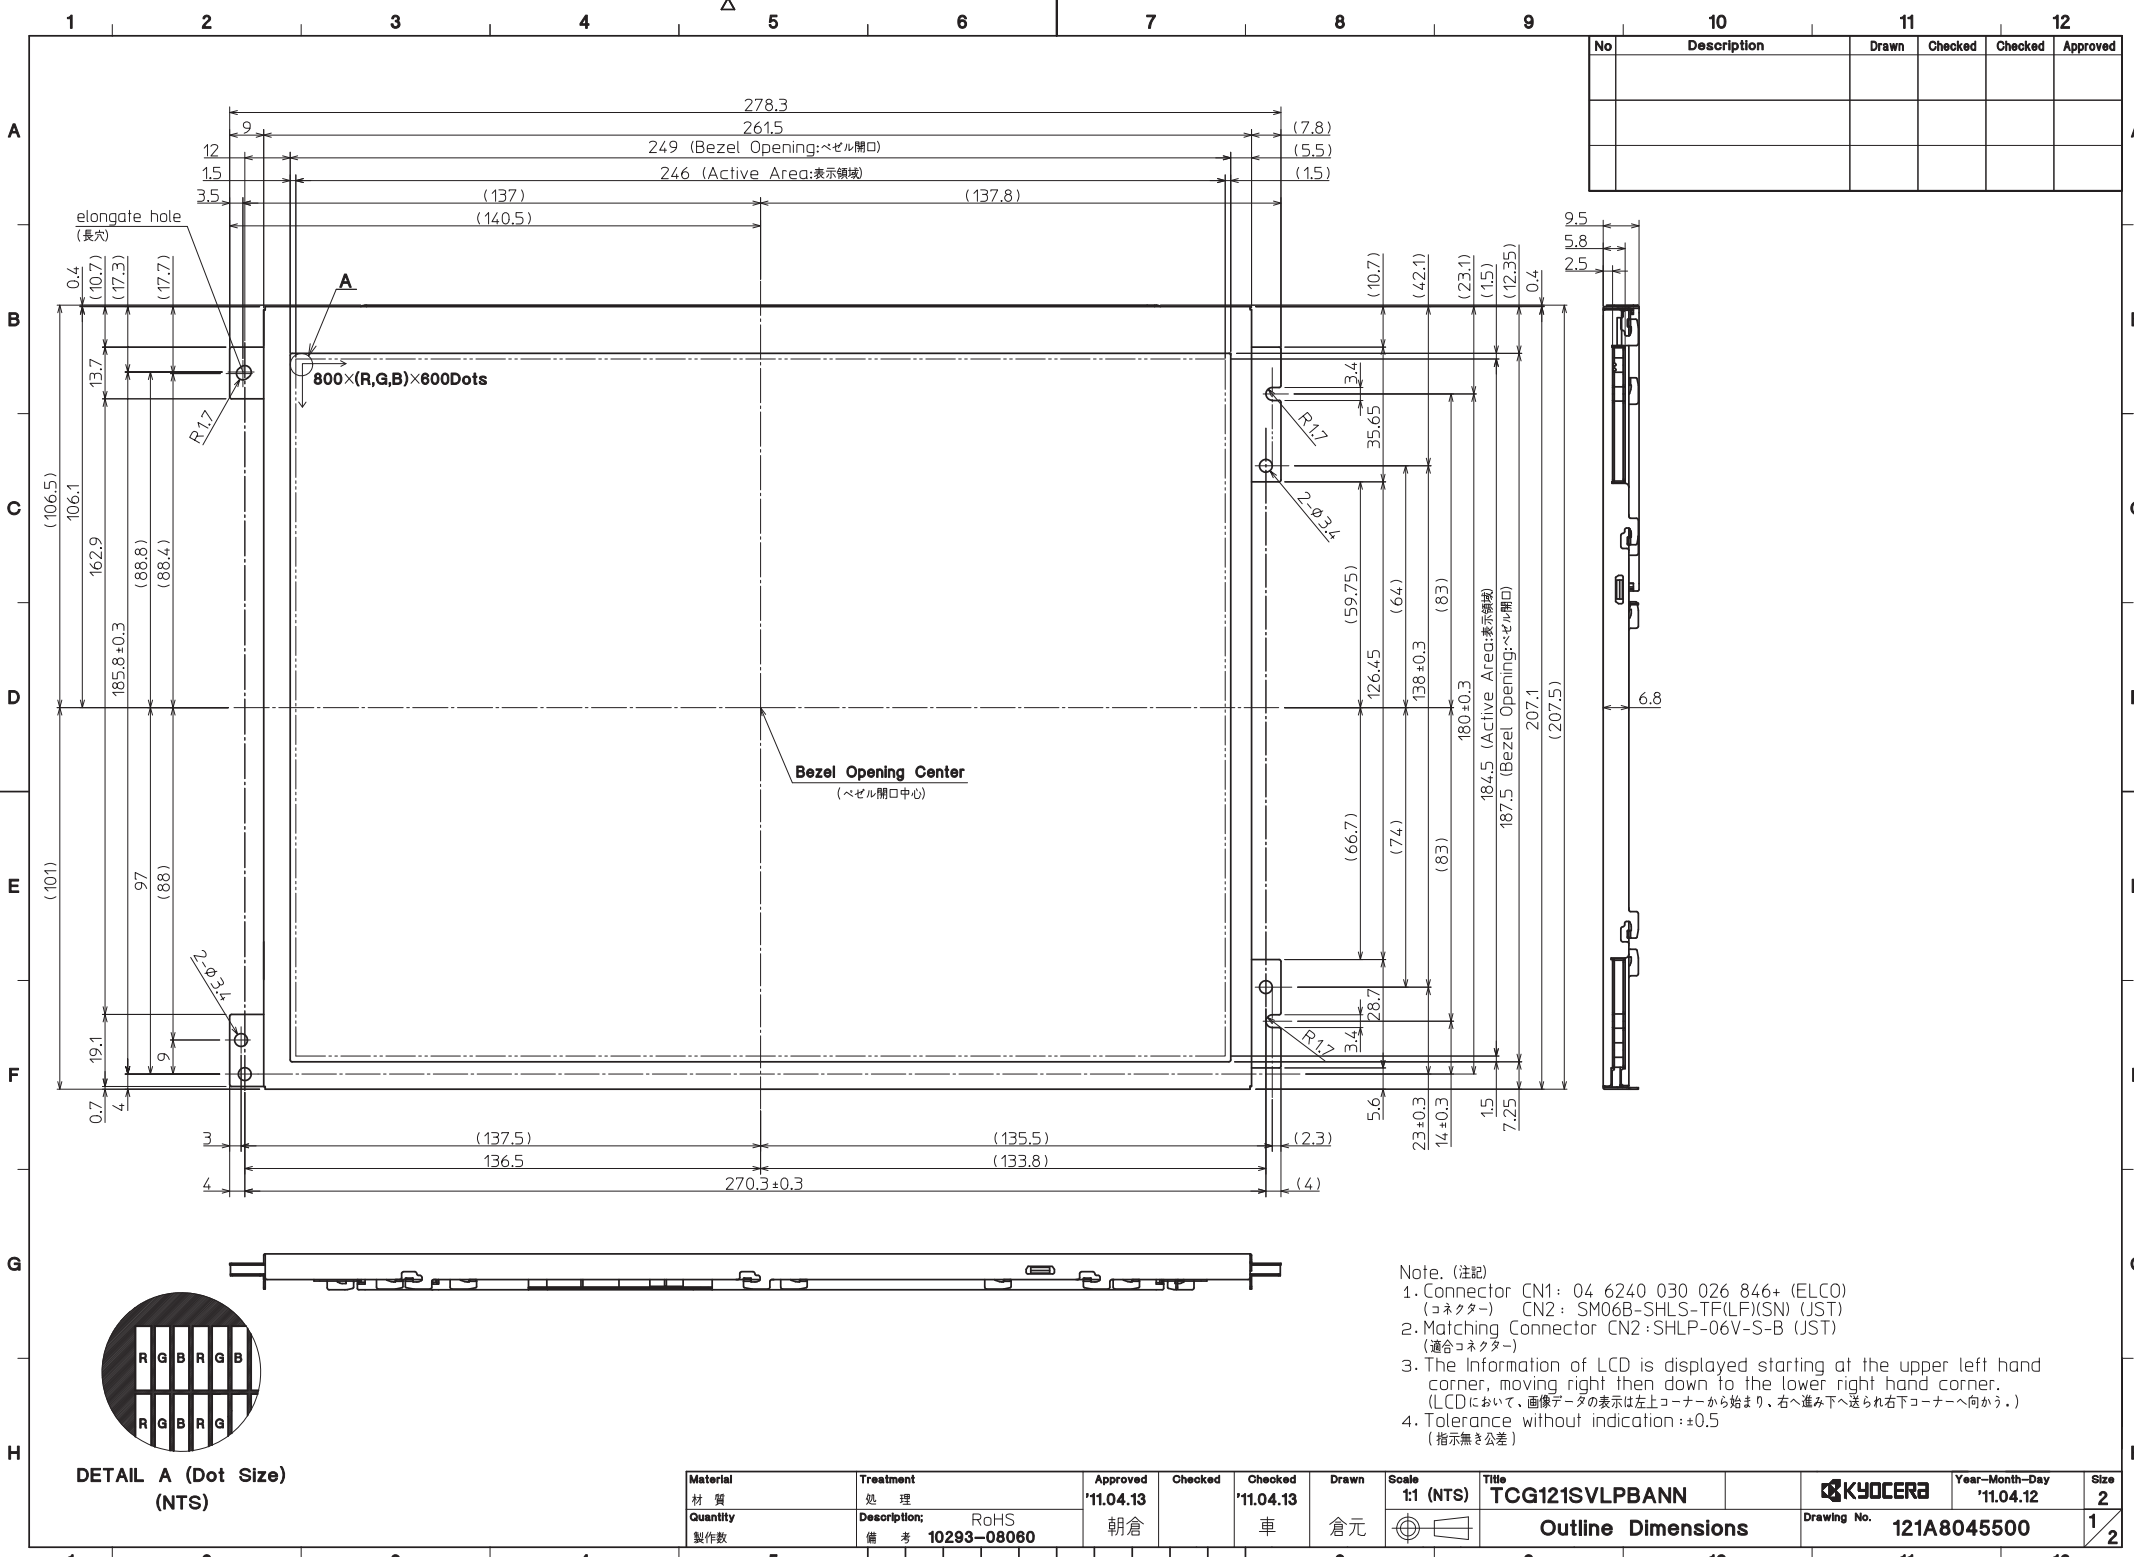 1 2 3 4 5 6 7 8 9 10 11 12
No Description Drawn Checked Checked Approved
A
B
C
D
E
F
G
H
278.3
9 261.5 (7.8)
12 249 (Bezel Opening:ベゼル開口) (5.5)
1.5 246 (Active Area:表示領域) (1.5)
3.5 (137) (137.8)
(140.5)
elongate hole
(長穴)
0.4
(10.7)
(17.3)
(17.7)
A
800×(R,G,B)×600Dots
13.7
R1.7
(106.5)
106.1
162.9
(88.8)
(88.4)
185.8±0.3
(101)
97
(88)
2-φ3.4
19.1
9
0.7
4
(10.7)
(42.1)
(23.1)
(1.5)
(12.35)
0.4
3.4
35.65
R1.7
2-φ3.4
(59.75)
(64)
(83)
126.45
138±0.3
180±0.3
184.5 (Active Area:表示領域)
187.5 (Bezel Opening:ベゼル開口)
207.1
(207.5)
(66.7)
(74)
(83)
28.7
3.4
R1.7
5.6
23±0.3
14±0.3
1.5
7.25
9.5
5.8
2.5
6.8
Bezel Opening Center
(ベゼル開口中心)
3 (137.5) (135.5) (2.3)
136.5 (133.8)
4 270.3±0.3 (4)
R G B R G B
R G B R G
DETAIL A (Dot Size)
(NTS)
Note. (注記)
1. Connector CN1: 04 6240 030 026 846+ (ELCO)
(コネクター) CN2: SM06B-SHLS-TF(LF)(SN) (JST)
2. Matching Connector CN2:SHLP-06V-S-B (JST)
(適合コネクター)
3. The Information of LCD is displayed starting at the upper left hand
corner, moving right then down to the lower right hand corner.
(LCDにおいて、画像データの表示は左上コーナーから始まり、右へ進み下へ送られ右下コーナーへ向かう。)
4. Tolerance without indication:±0.5
(指示無き公差)
Material Treatment Approved Checked Checked Drawn Scale Title Year-Month-Day Size
材質 処理 '11.04.13 '11.04.13 1:1 (NTS) TCG121SVLPBANN KYOCERA '11.04.12 2
Quantity Description; RoHS 朝倉 車 倉元 Outline Dimensions Drawing No. 121A8045500 1/2
製作数 備考 10293-08060